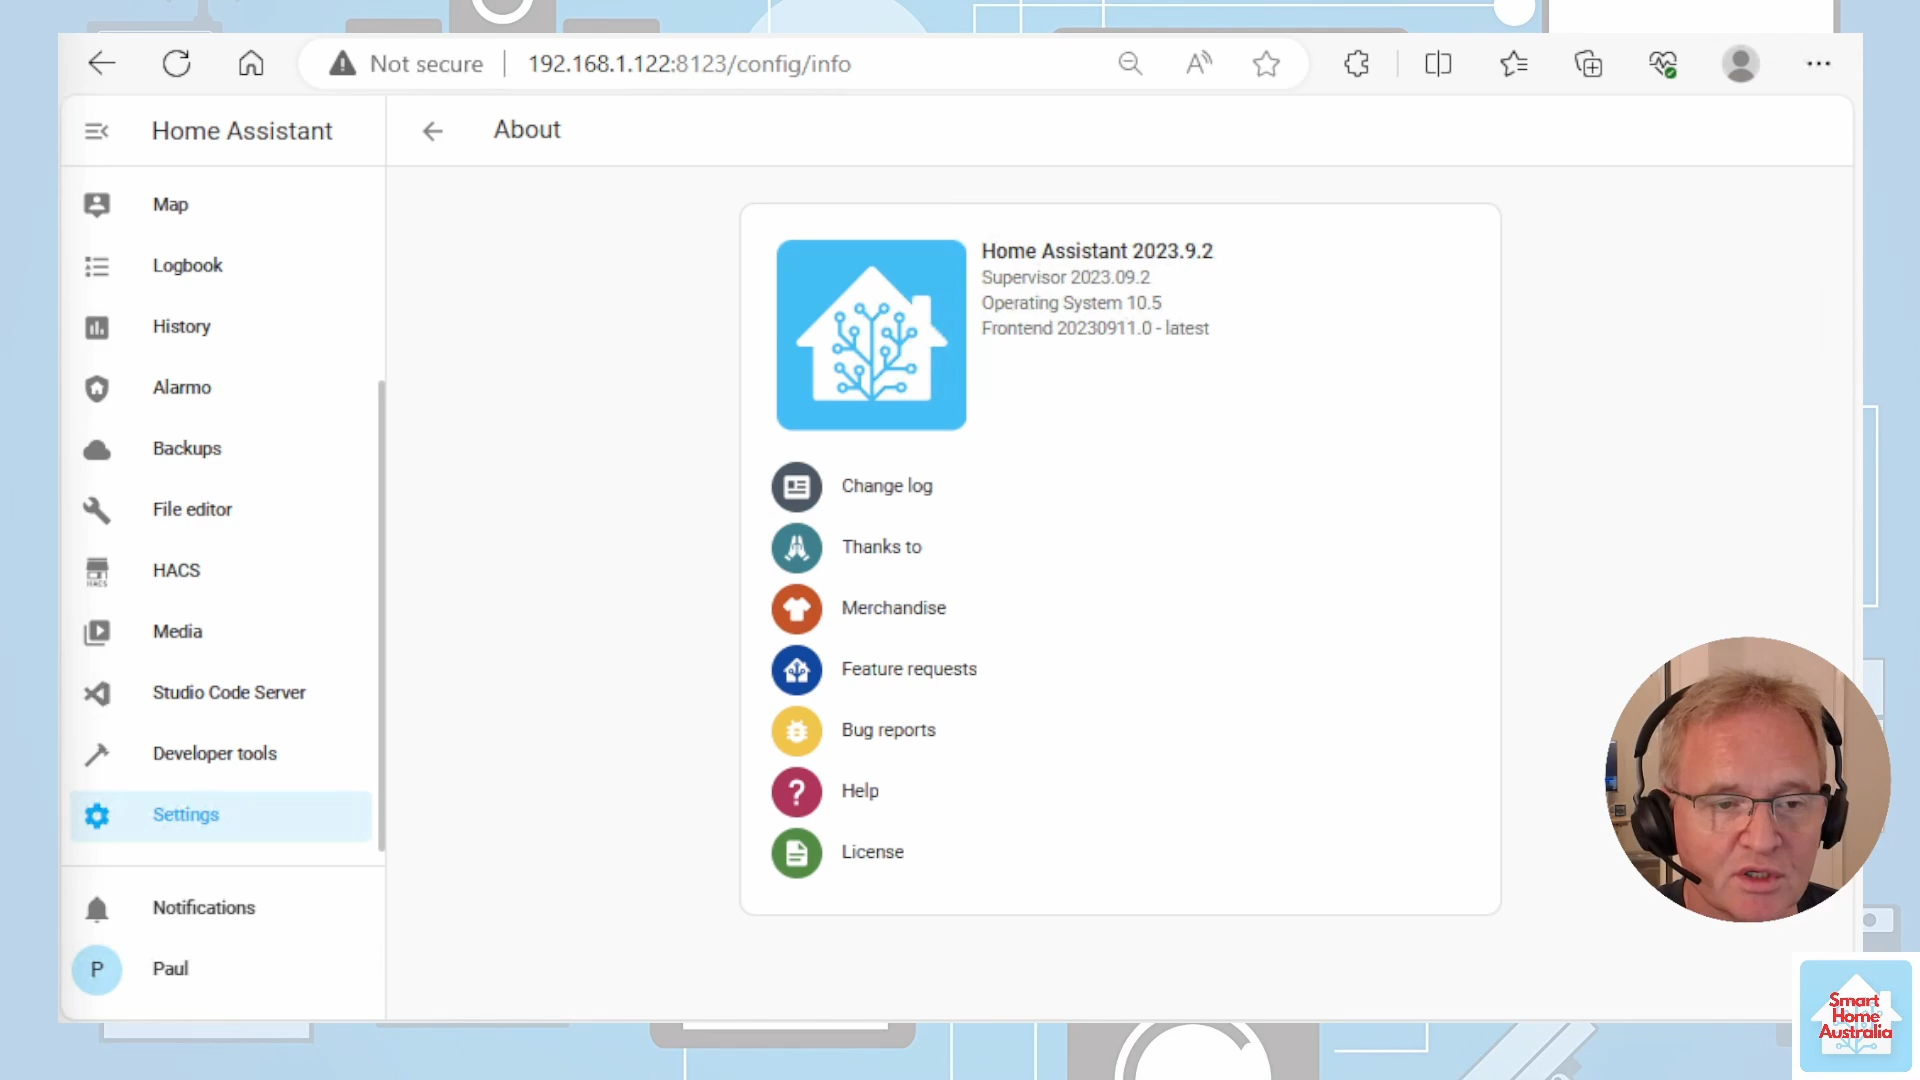 Not secure
192.168.1.122:8123/config/info
Home Assistant
About
Map
Logbook
History
Alarmo
Backups
File editor
HACS
HACS
Media
Studio Code Server
Developer tools
Settings
Notifications
P
Paul
Home Assistant 2023.9.2
Supervisor 2023.09.2
Operating System 10.5
Frontend 20230911.0 - latest
Change log
Thanks to
Merchandise
Feature requests
Bug reports
Help
License
Smart
Home
Australia